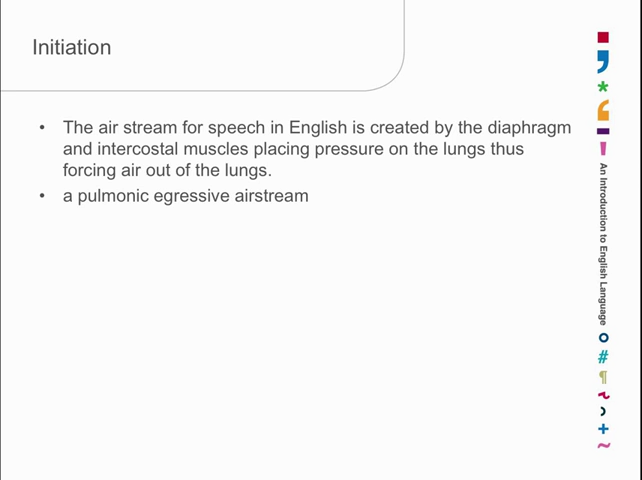 Initiation
• The air stream for speech in English is created by the diaphragm
and intercostal muscles placing pressure on the lungs thus
forcing air out of the lungs.
• a pulmonic egressive airstream
An Introduction to English Language